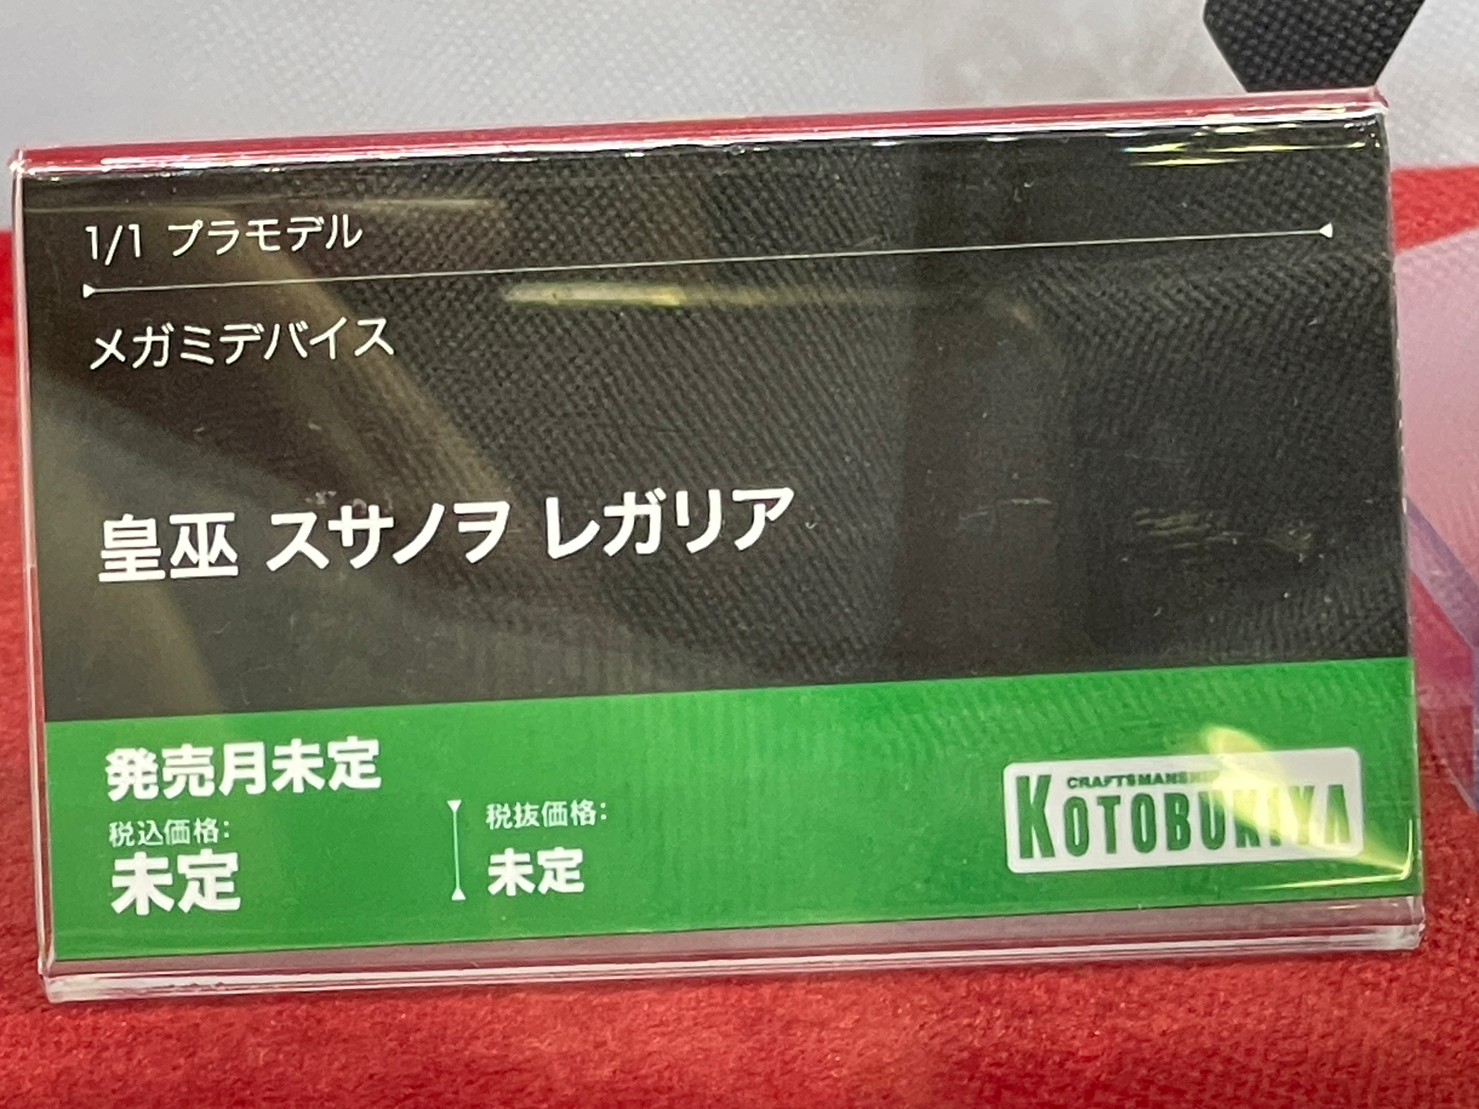 1/1 プラモデル
メガミデバイス
皇巫 スサノヲ レガリア
発売月未定
税込価格:
未定
税抜価格:
未定
CRAFTSMANSHIP
KOTOBUKIYA